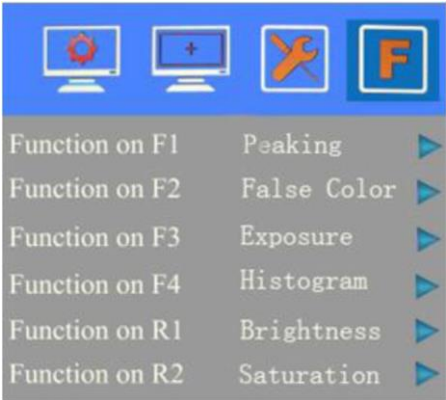 F
Function on F1 Peaking
Function on F2 False Color
Function on F3 Exposure
Function on F4 Histogram
Function on R1 Brightness
Function on R2 Saturation